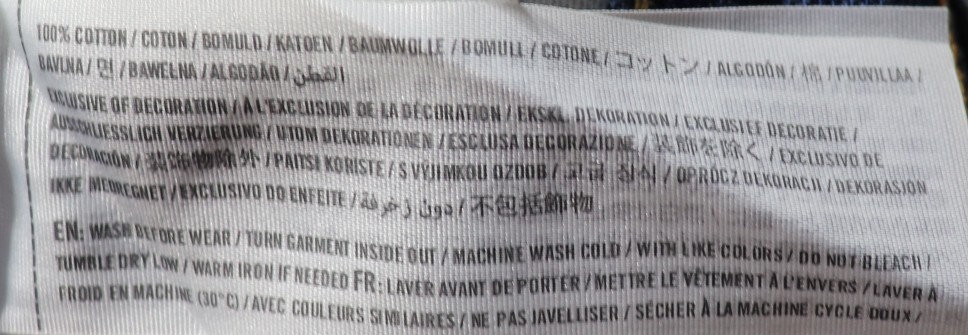 100% COTTON / COTON / BOMULD / KATOEN / BAUMWOLLE / BOMULL / COTONE / コットン / ALGODÓN / 棉 / PUUVILLAA /
BAVLNA / 면 / BAWEŁNA / ALGODÃO / القطن
EXCLUSIVE OF DECORATION / À L'EXCLUSION DE LA DÉCORATION / EKSKL. DEKORATION / EXCLUSIEF DECORATIE /
AUSSCHLIESSLICH VERZIERUNG / UTOM DEKORATIONEN / ESCLUSA DECORAZIONE / 装飾を除く / EXCLUSIVO DE
DECORACIÓN / 装饰物除外 / PAITSI KORISTE / S VÝJIMKOU OZDOB / 장식 / OPRÓCZ DEKORACJI / DEKORASJON
IKKE MEDREGNET / EXCLUSIVO DO ENFEITE / دون زخرفة / 不包括飾物
EN: WASH BEFORE WEAR / TURN GARMENT INSIDE OUT / MACHINE WASH COLD / WITH LIKE COLORS / DO NOT BLEACH /
TUMBLE DRY LOW / WARM IRON IF NEEDED FR: LAVER AVANT DE PORTER / METTRE LE VÊTEMENT À L'ENVERS / LAVER À
FROID EN MACHINE (30°C) / AVEC COULEURS SIMILAIRES / NE PAS JAVELLISER / SÉCHER À LA MACHINE CYCLE DOUX /